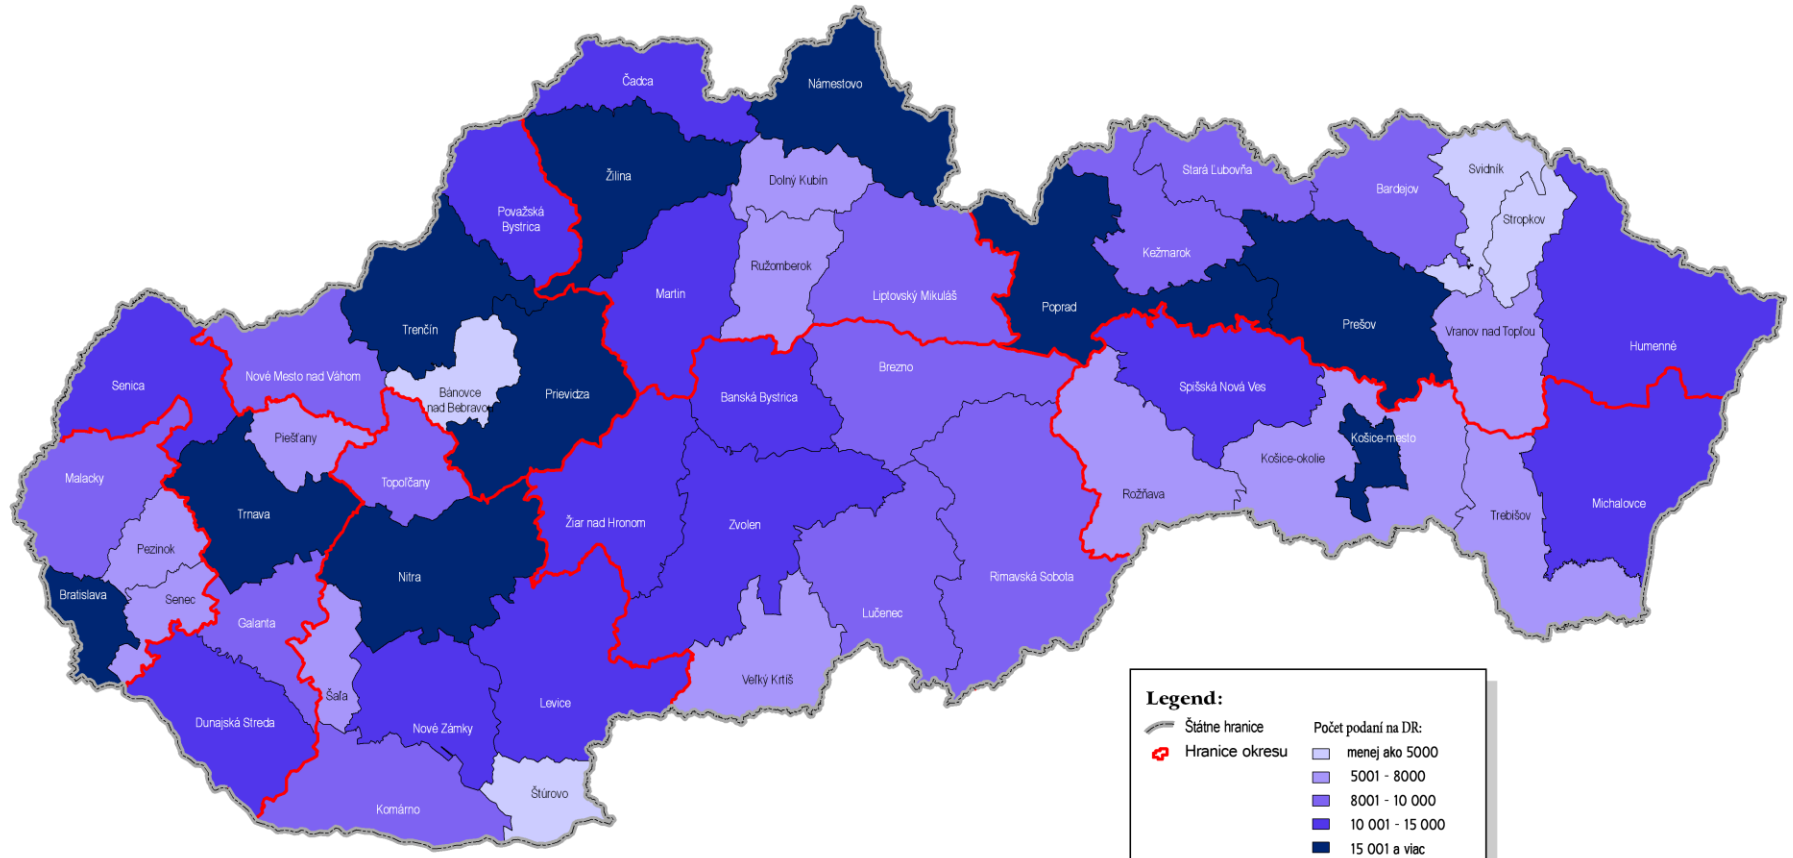 Čadca
Námestovo
Žilina
Dolný Kubín
Stará Ľubovňa
Svidník
Bardejov
Stropkov
Považská
Bystrica
Kežmarok
Ružomberok
Martin
Liptovský Mikuláš
Poprad
Prešov
Trenčín
Vranov nad Topľou
Humenné
Nové Mesto nad Váhom
Brezno
Senica
Spišská Nová Ves
Bánovce
nad Bebravou
Prievidza
Banská Bystrica
Piešťany
Košice-mesto
Košice-okolie
Malacky
Topoľčany
Rožňava
Michalovce
Trnava
Žiar nad Hronom
Zvolen
Trebišov
Pezinok
Nitra
Rimavská Sobota
Bratislava
Senec
Lučenec
Galanta
Veľký Krtíš
Šaľa
Levice
Dunajská Streda
Nové Zámky
Štúrovo
Komárno
Legend:
Štátne hranice
Hranice okresu
Počet podaní na DR:
menej ako 5000
5001 - 8000
8001 - 10 000
10 001 - 15 000
15 001 a viac